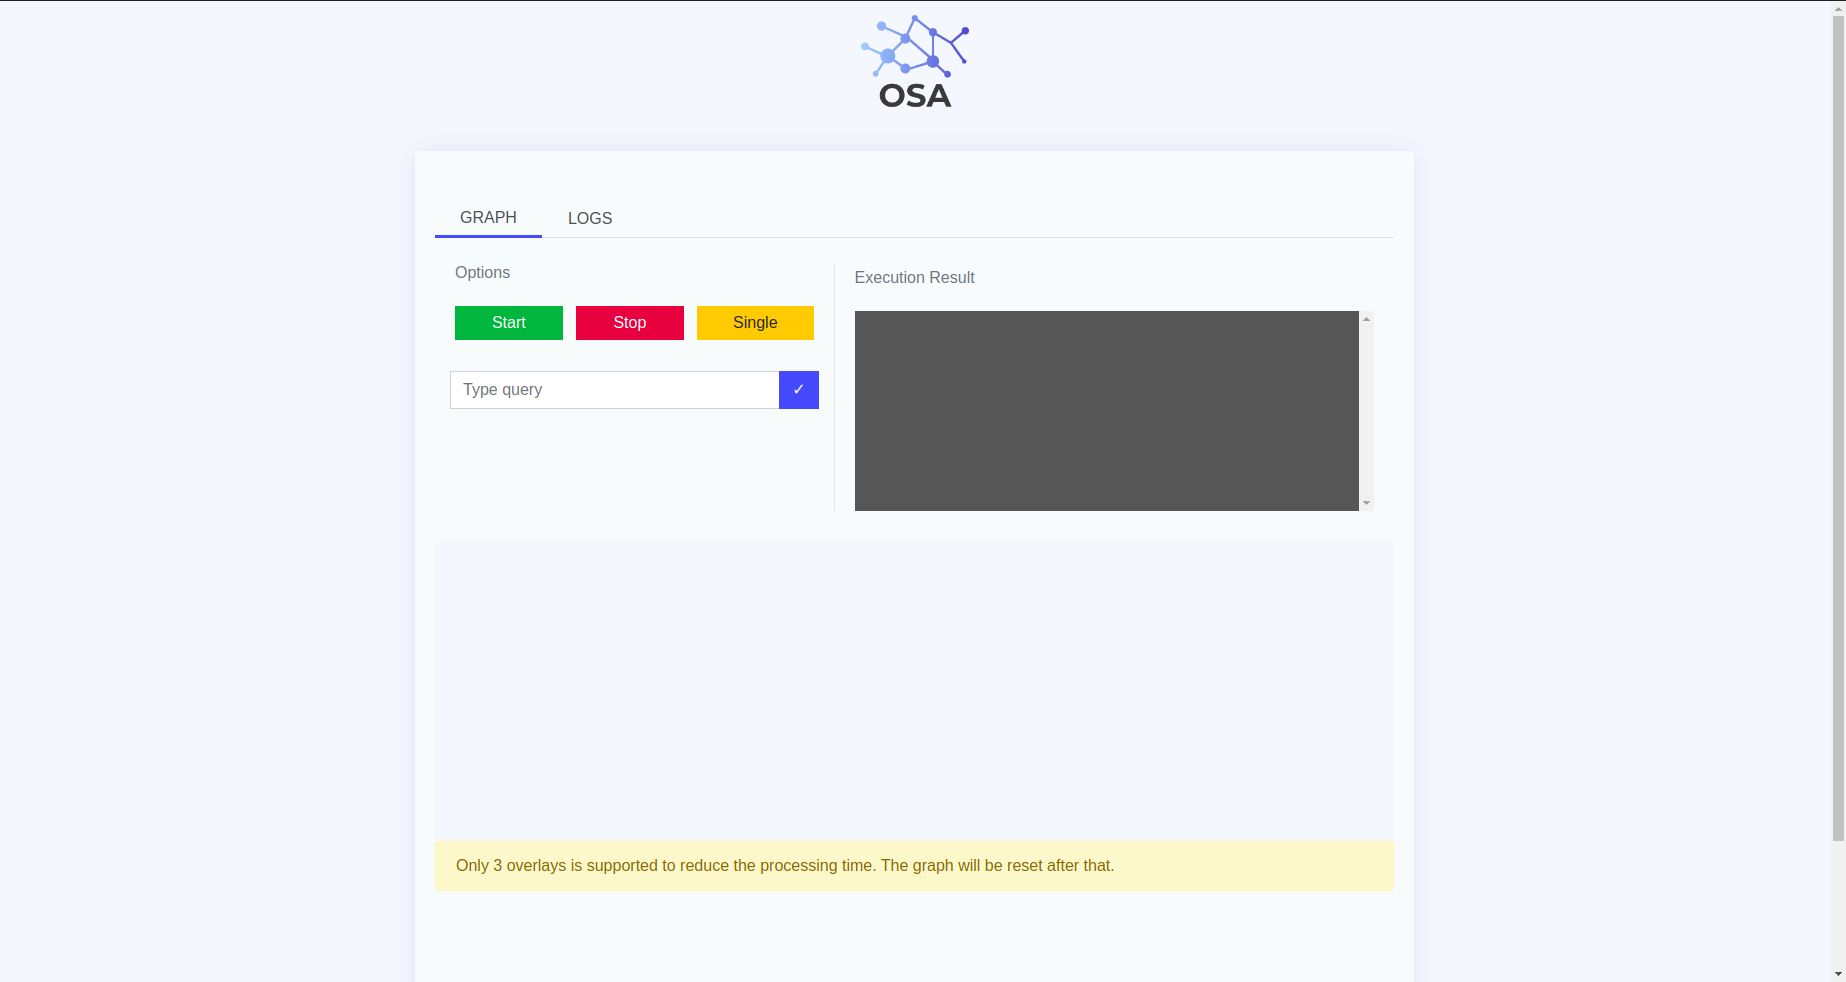 OSA
GRAPH
LOGS
Options
Execution Result
Start
Stop
Single
Type query
✓
Only 3 overlays is supported to reduce the processing time. The graph will be reset after that.